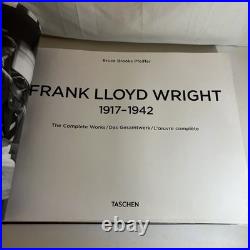 Bruce Brooks Pfeiffer
FRANK LLOYD WRIGHT
1917–1942
The Complete Works / Das Gesamtwerk / L'œuvre complète
TASCHEN